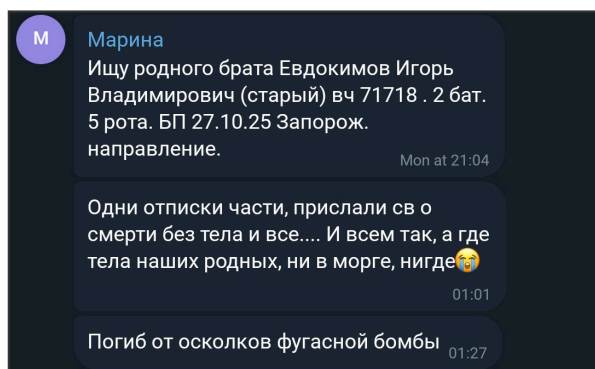 М
Марина
Ищу родного брата Евдокимов Игорь
Владимирович (старый) вч 71718 . 2 бат.
5 рота. БП 27.10.25 Запорож.
направление.
Mon at 21:04
Одни отписки части, прислали св о
смерти без тела и все.... И всем так, а где
тела наших родных, ни в морге, нигде😭
01:01
Погиб от осколков фугасной бомбы
01:27